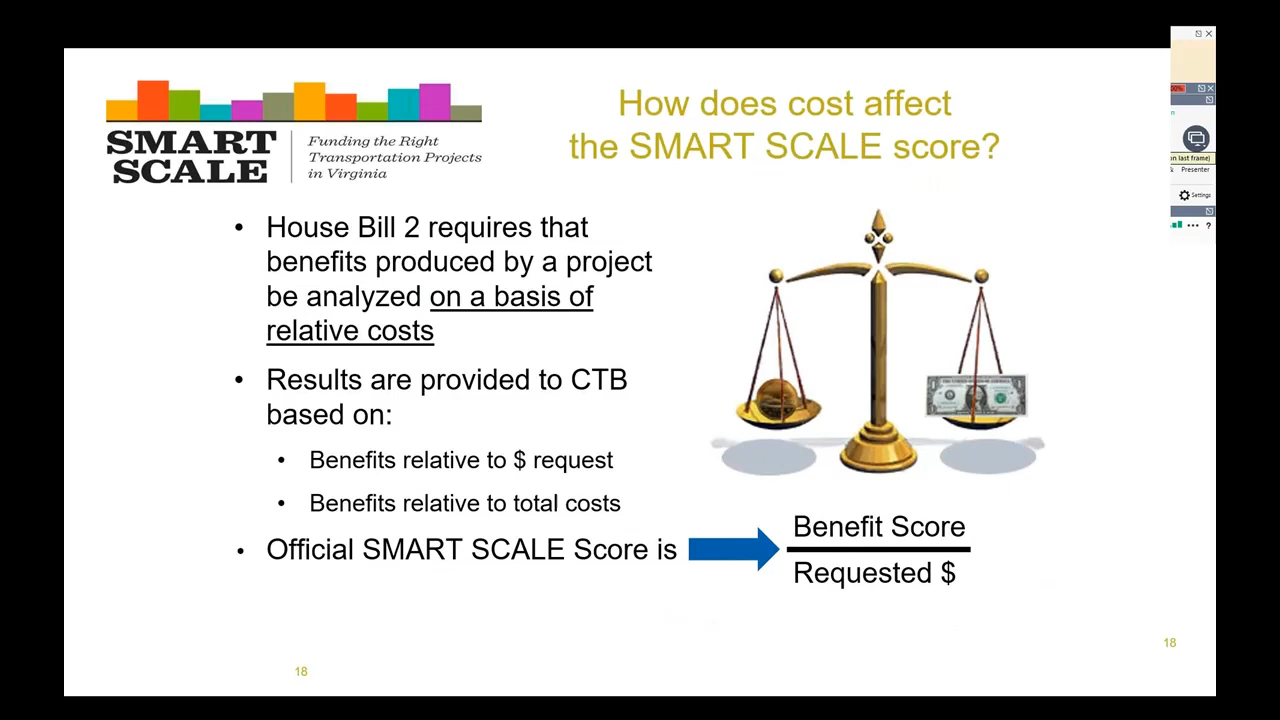 SMART
SCALE
Funding the Right
Transportation Projects
in Virginia
How does cost affect
the SMART SCALE score?
• House Bill 2 requires that
benefits produced by a project
be analyzed on a basis of
relative costs
• Results are provided to CTB
based on:
• Benefits relative to $ request
• Benefits relative to total costs
• Official SMART SCALE Score is
Benefit Score
Requested $
18
18
on last frame)
Presenter
Settings
?